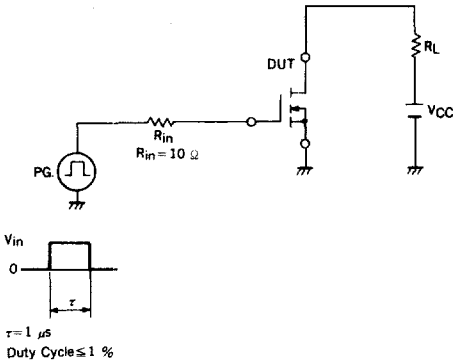 DUT
RL
VCC
Rin
Rin=10 Ω
PG.
Vin
0
τ
τ=1 μs
Duty Cycle≦1 %